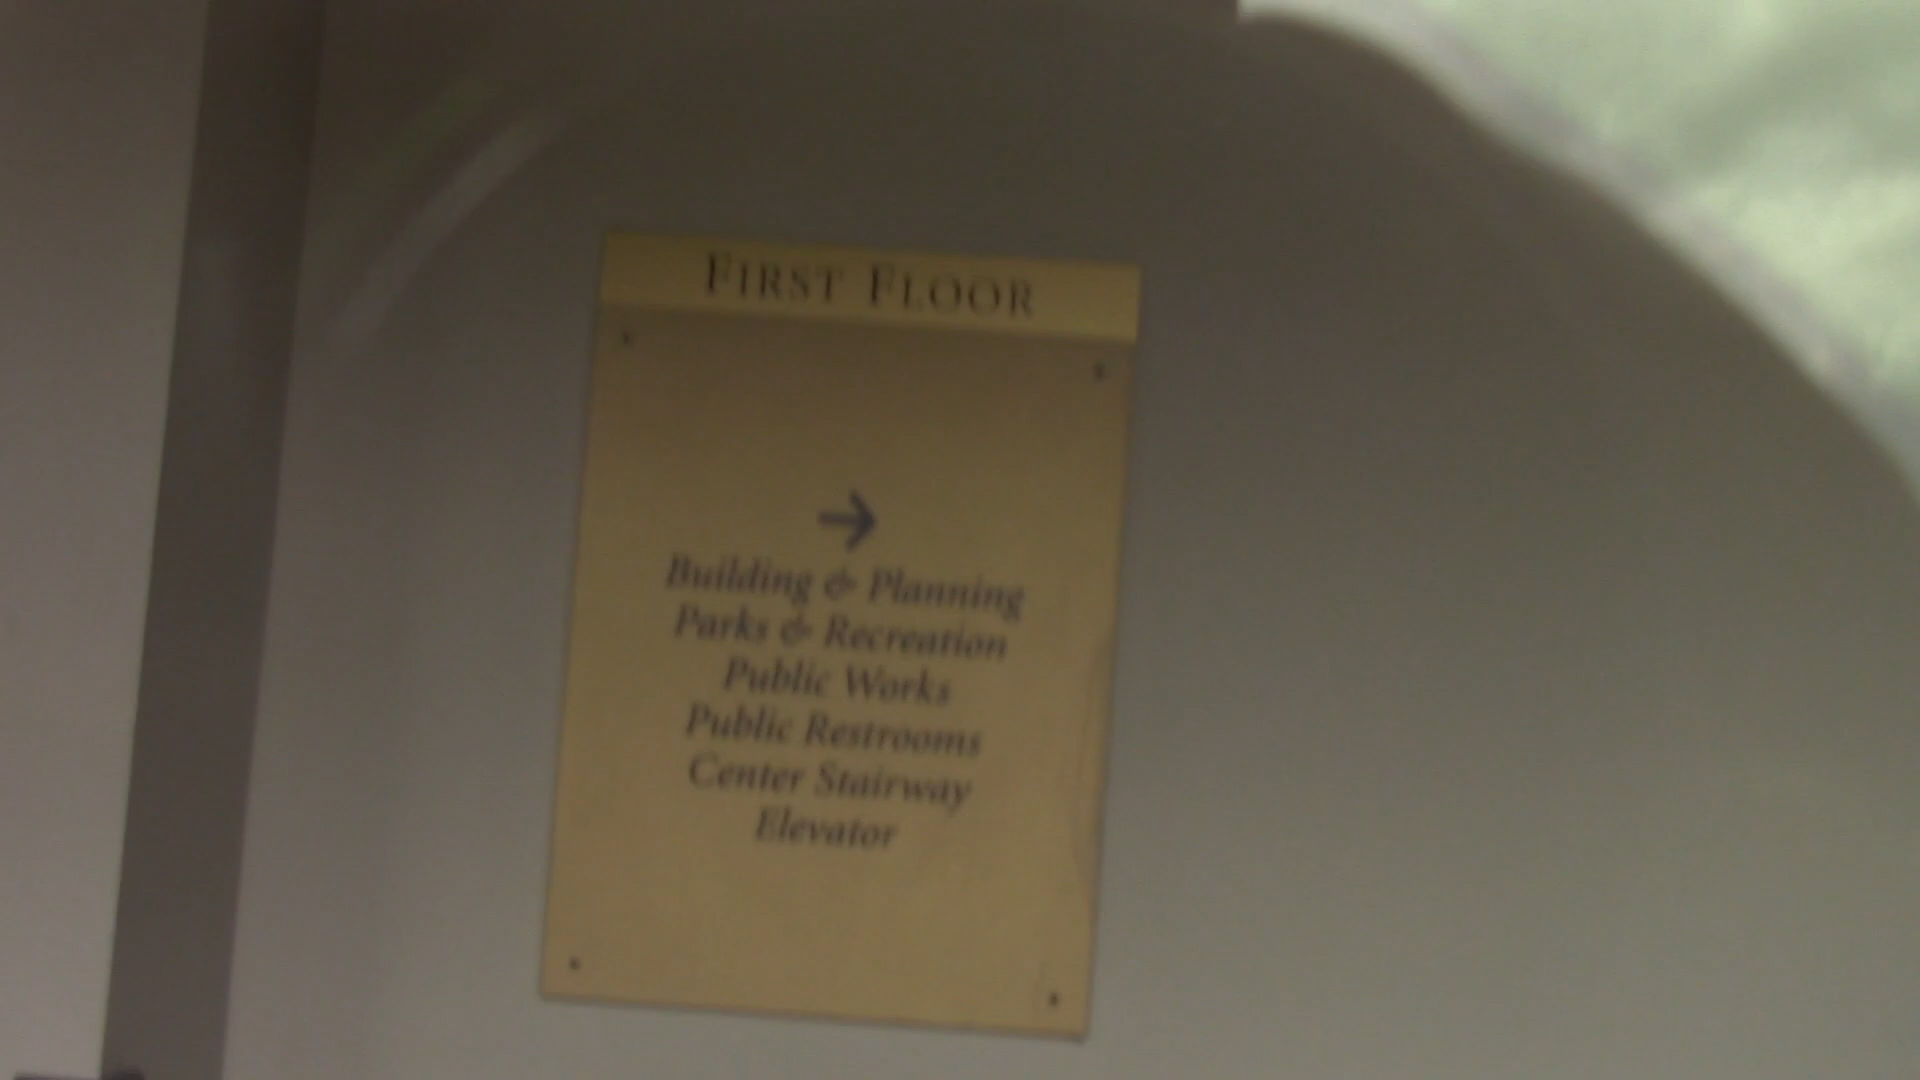 FIRST FLOOR
→
Building & Planning
Parks & Recreation
Public Works
Public Restrooms
Center Stairway
Elevator